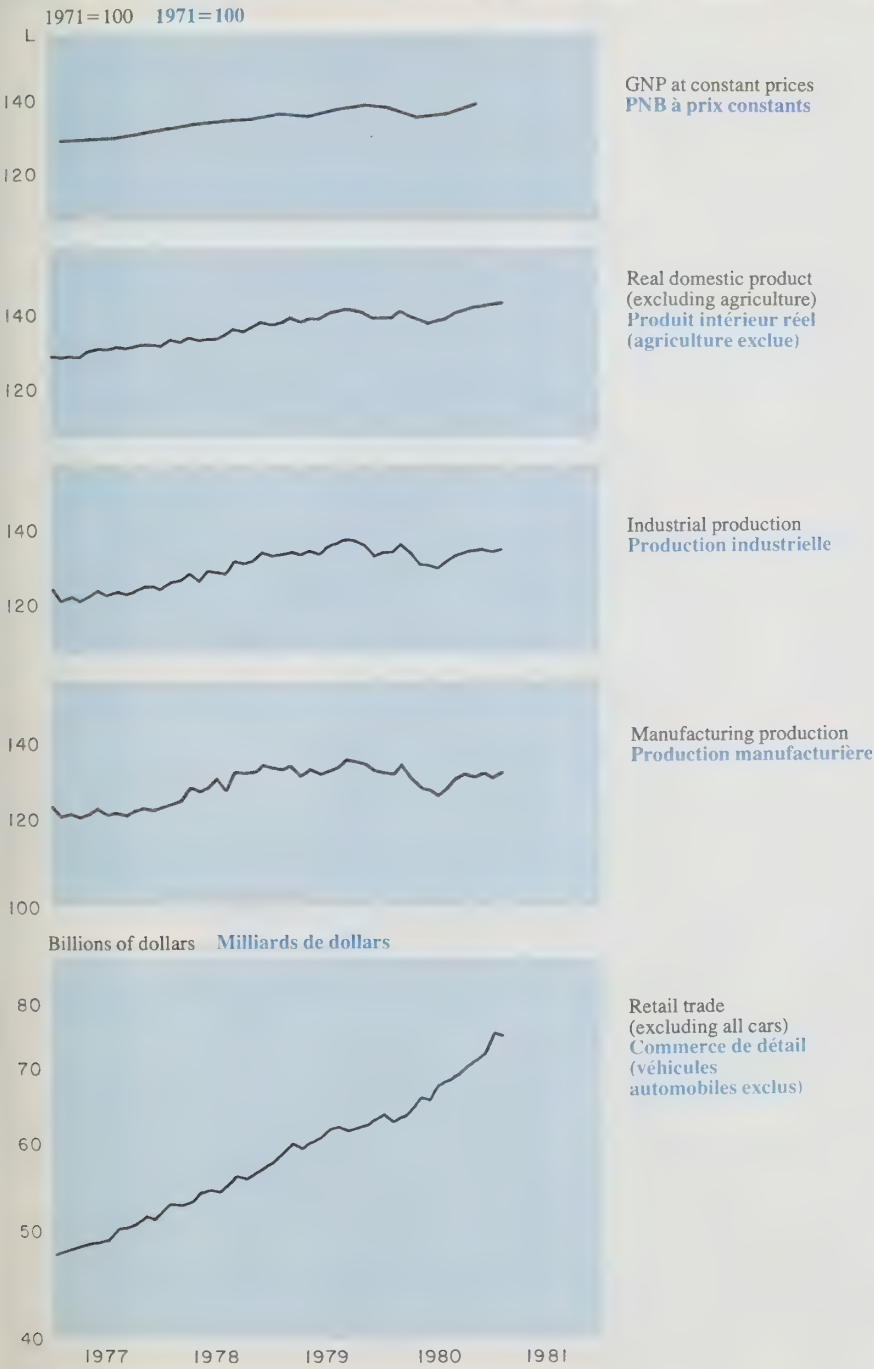 1971=100 1971=100
L
140
120
GNP at constant prices
PNB à prix constants
140
120
Real domestic product
(excluding agriculture)
Produit intérieur réel
(agriculture exclue)
140
120
Industrial production
Production industrielle
140
120
100
Manufacturing production
Production manufacturière
Billions of dollars Milliards de dollars
80
70
60
50
40
Retail trade
(excluding all cars)
Commerce de détail
(véhicules
automobiles exclus)
1977 1978 1979 1980 1981